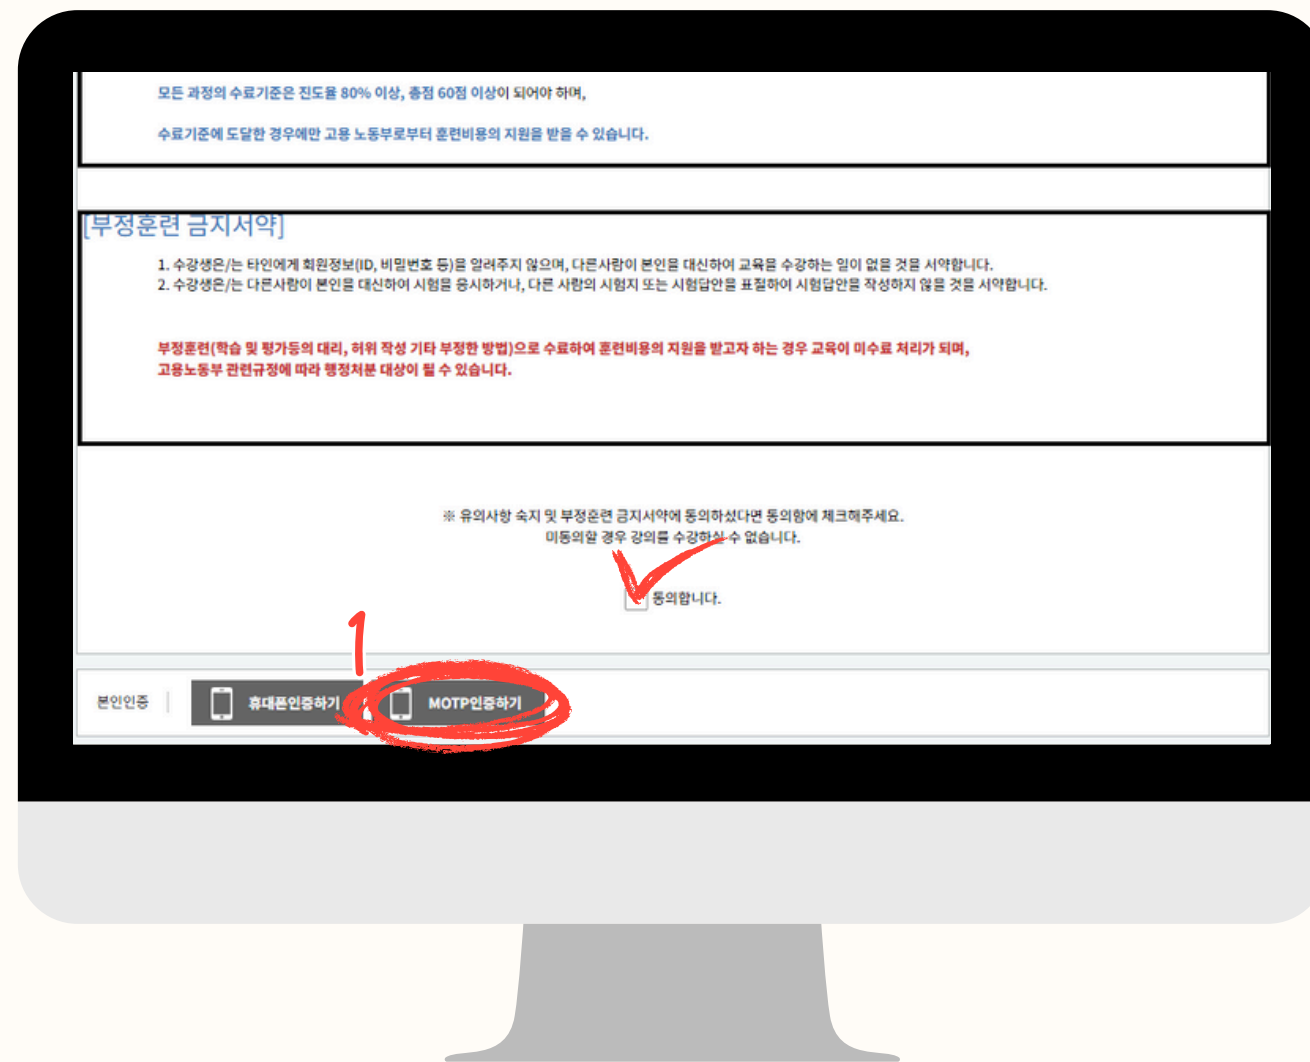 모든 과정의 수료기준은 진도율 80% 이상, 총점 60점 이상이 되어야 하며,
수료기준에 도달한 경우에만 고용 노동부로부터 훈련비용의 지원을 받을 수 있습니다.
[부정훈련 금지서약]
1. 수강생은/는 타인에게 회원정보(ID, 비밀번호 등)을 알려주지 않으며, 다른사람이 본인을 대신하여 교육을 수강하는 일이 없을 것을 서약합니다.
2. 수강생은/는 다른사람이 본인을 대신하여 시험을 응시하거나, 다른 사람의 시험지 또는 시험답안을 표절하여 시험답안을 작성하지 않을 것을 서약합니다.
부정훈련(학습 및 평가등의 대리, 허위 작성 기타 부정한 방법)으로 수료하여 훈련비용의 지원을 받고자 하는 경우 교육이 미수료 처리가 되며,
고용노동부 관련규정에 따라 행정처분 대상이 될 수 있습니다.
※ 유의사항 숙지 및 부정훈련 금지서약에 동의하셨다면 동의함에 체크해주세요.
미동의할 경우 강의를 수강하실 수 없습니다.
동의합니다.
1
본인인증 휴대폰인증하기 MOTP인증하기